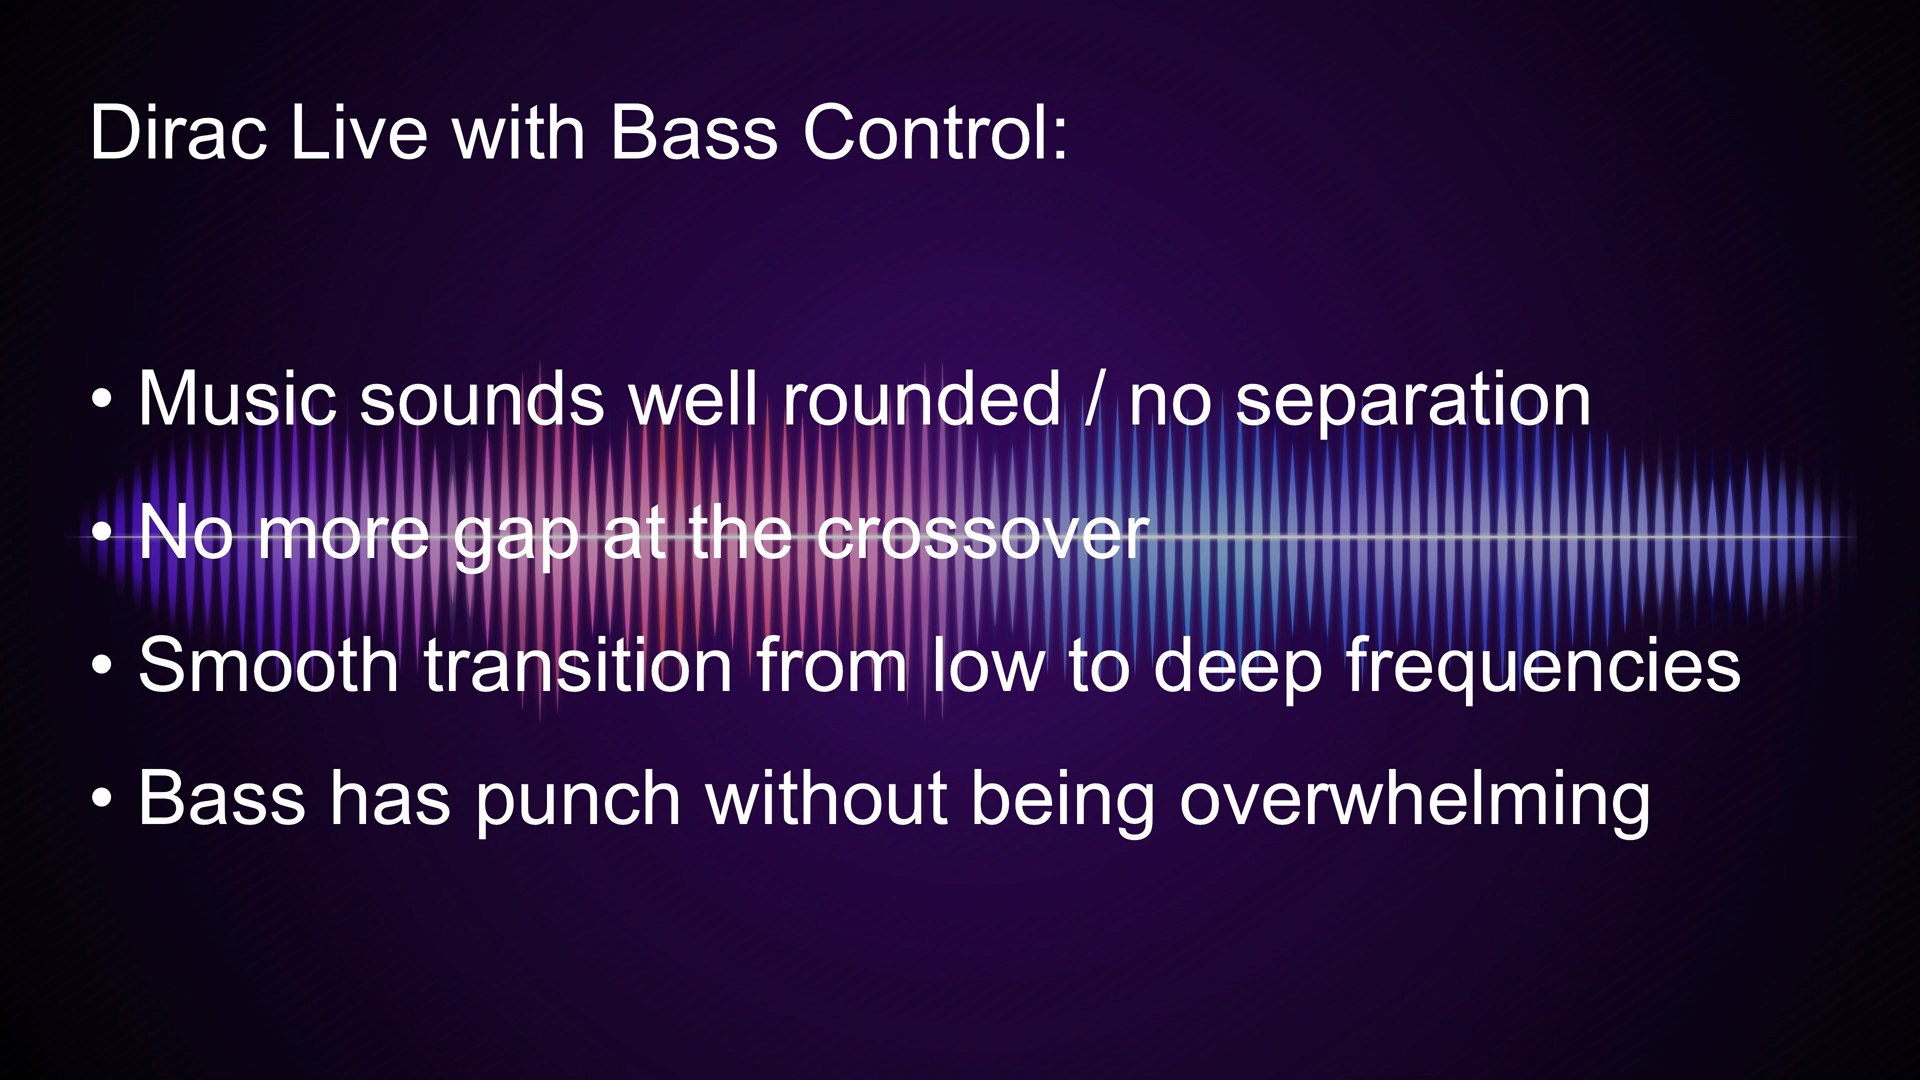 Dirac Live with Bass Control:
• Music sounds well rounded / no separation
• No more gap at the crossover
• Smooth transition from low to deep frequencies
• Bass has punch without being overwhelming